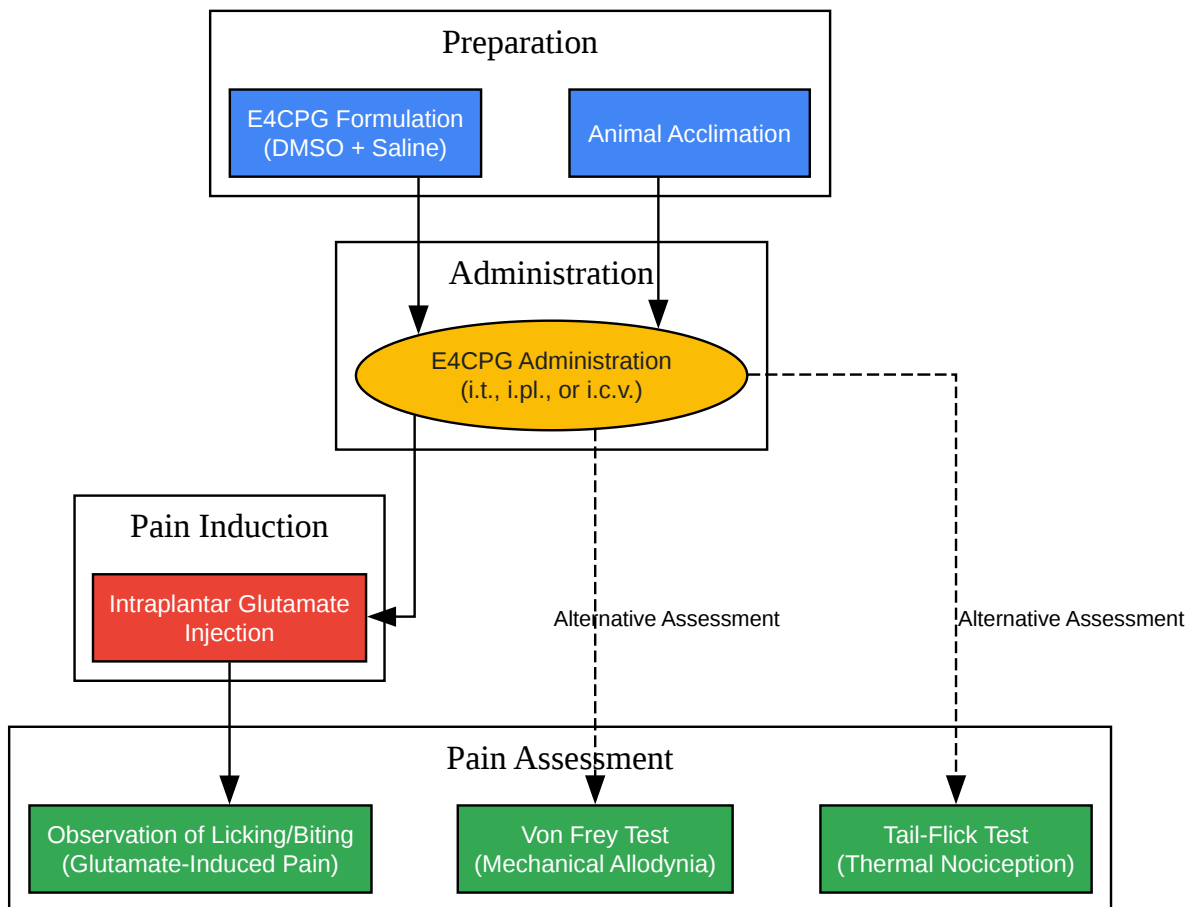 Preparation
E4CPG Formulation
(DMSO + Saline)
Animal Acclimation
Administration
E4CPG Administration
(i.t., i.pl., or i.c.v.)
Pain Induction
Intraplantar Glutamate
Injection
Alternative Assessment
Alternative Assessment
Pain Assessment
Observation of Licking/Biting
(Glutamate-Induced Pain)
Von Frey Test
(Mechanical Allodynia)
Tail-Flick Test
(Thermal Nociception)